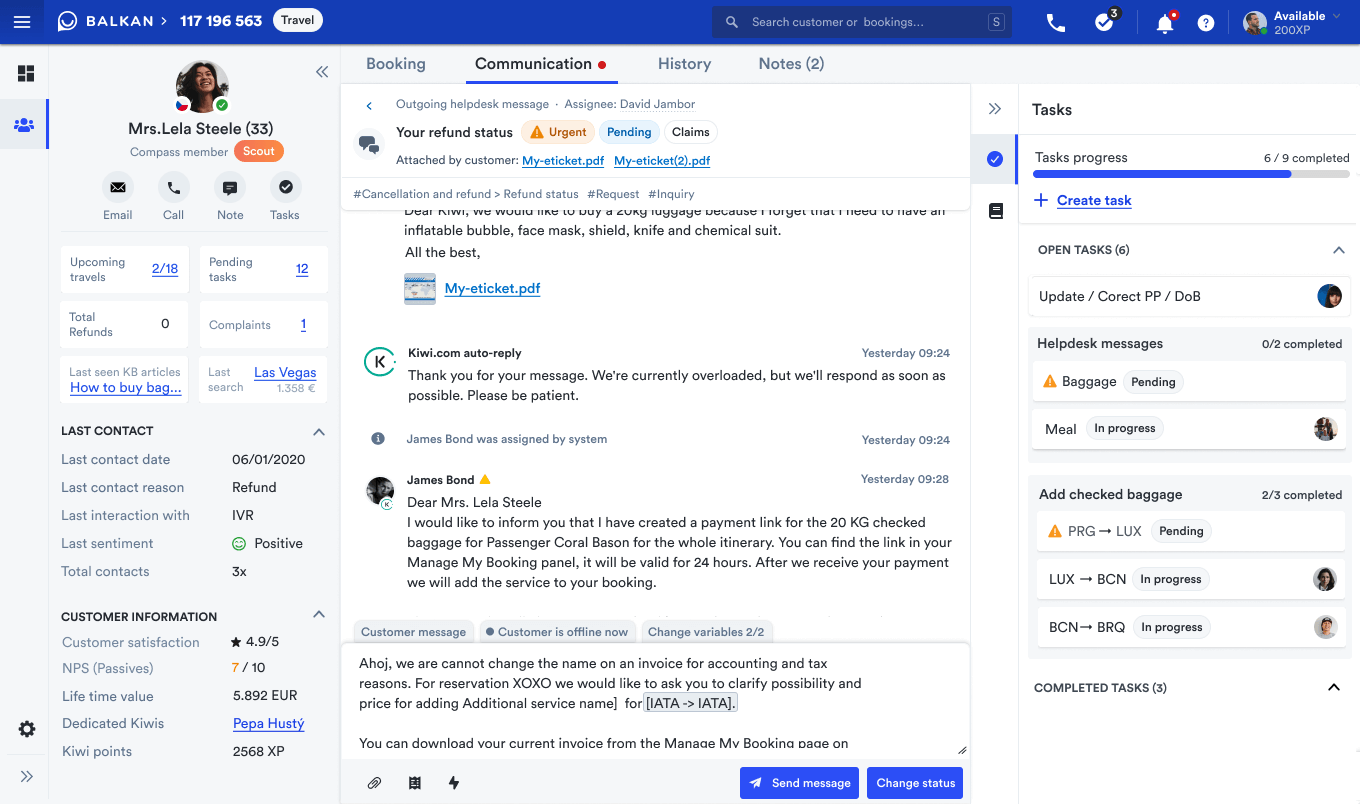 BALKAN > 117 196 563 Travel
Search customer or bookings... S
3
Available
200XP
Mrs.Lela Steele (33)
Compass member Scout
Email Call Note Tasks
Upcoming travels 2/18
Pending tasks 12
Total Refunds 0
Complaints 1
Last seen KB articles
How to buy bag...
Last search Las Vegas
1.358 €
LAST CONTACT
Last contact date 06/01/2020
Last contact reason Refund
Last interaction with IVR
Last sentiment Positive
Total contacts 3x
CUSTOMER INFORMATION
Customer satisfaction ★ 4.9/5
NPS (Passives) 7 / 10
Life time value 5.892 EUR
Dedicated Kiwis Pepa Hustý
Kiwi points 2568 XP
Booking Communication History Notes (2)
Outgoing helpdesk message · Assignee: David Jambor
Your refund status Urgent Pending Claims
Attached by customer: My-eticket.pdf My-eticket(2).pdf
#Cancellation and refund > Refund status #Request #Inquiry
Dear Kiwi, we would like to buy a 20kg luggage because I forget that I need to have an
inflatable bubble, face mask, shield, knife and chemical suit.
All the best,
My-eticket.pdf
K
Kiwi.com auto-reply Yesterday 09:24
Thank you for your message. We're currently overloaded, but we'll respond as soon as
possible. Please be patient.
James Bond was assigned by system Yesterday 09:24
James Bond Yesterday 09:28
K
Dear Mrs. Lela Steele
I would like to inform you that I have created a payment link for the 20 KG checked
baggage for Passenger Coral Bason for the whole itinerary. You can find the link in your
Manage My Booking panel, it will be valid for 24 hours. After we receive your payment
we will add the service to your booking.
Customer message Customer is offline now Change variables 2/2
Ahoj, we are cannot change the name on an invoice for accounting and tax
reasons. For reservation XOXO we would like to ask you to clarify possibility and
price for adding Additional service name] for [IATA -> IATA].
You can download your current invoice from the Manage My Booking page on
Send message Change status
Tasks
Tasks progress 6 / 9 completed
+ Create task
OPEN TASKS (6)
Update / Corect PP / DoB
Helpdesk messages 0/2 completed
Baggage Pending
Meal In progress
Add checked baggage 2/3 completed
PRG → LUX Pending
LUX → BCN In progress
BCN→ BRQ In progress
COMPLETED TASKS (3)